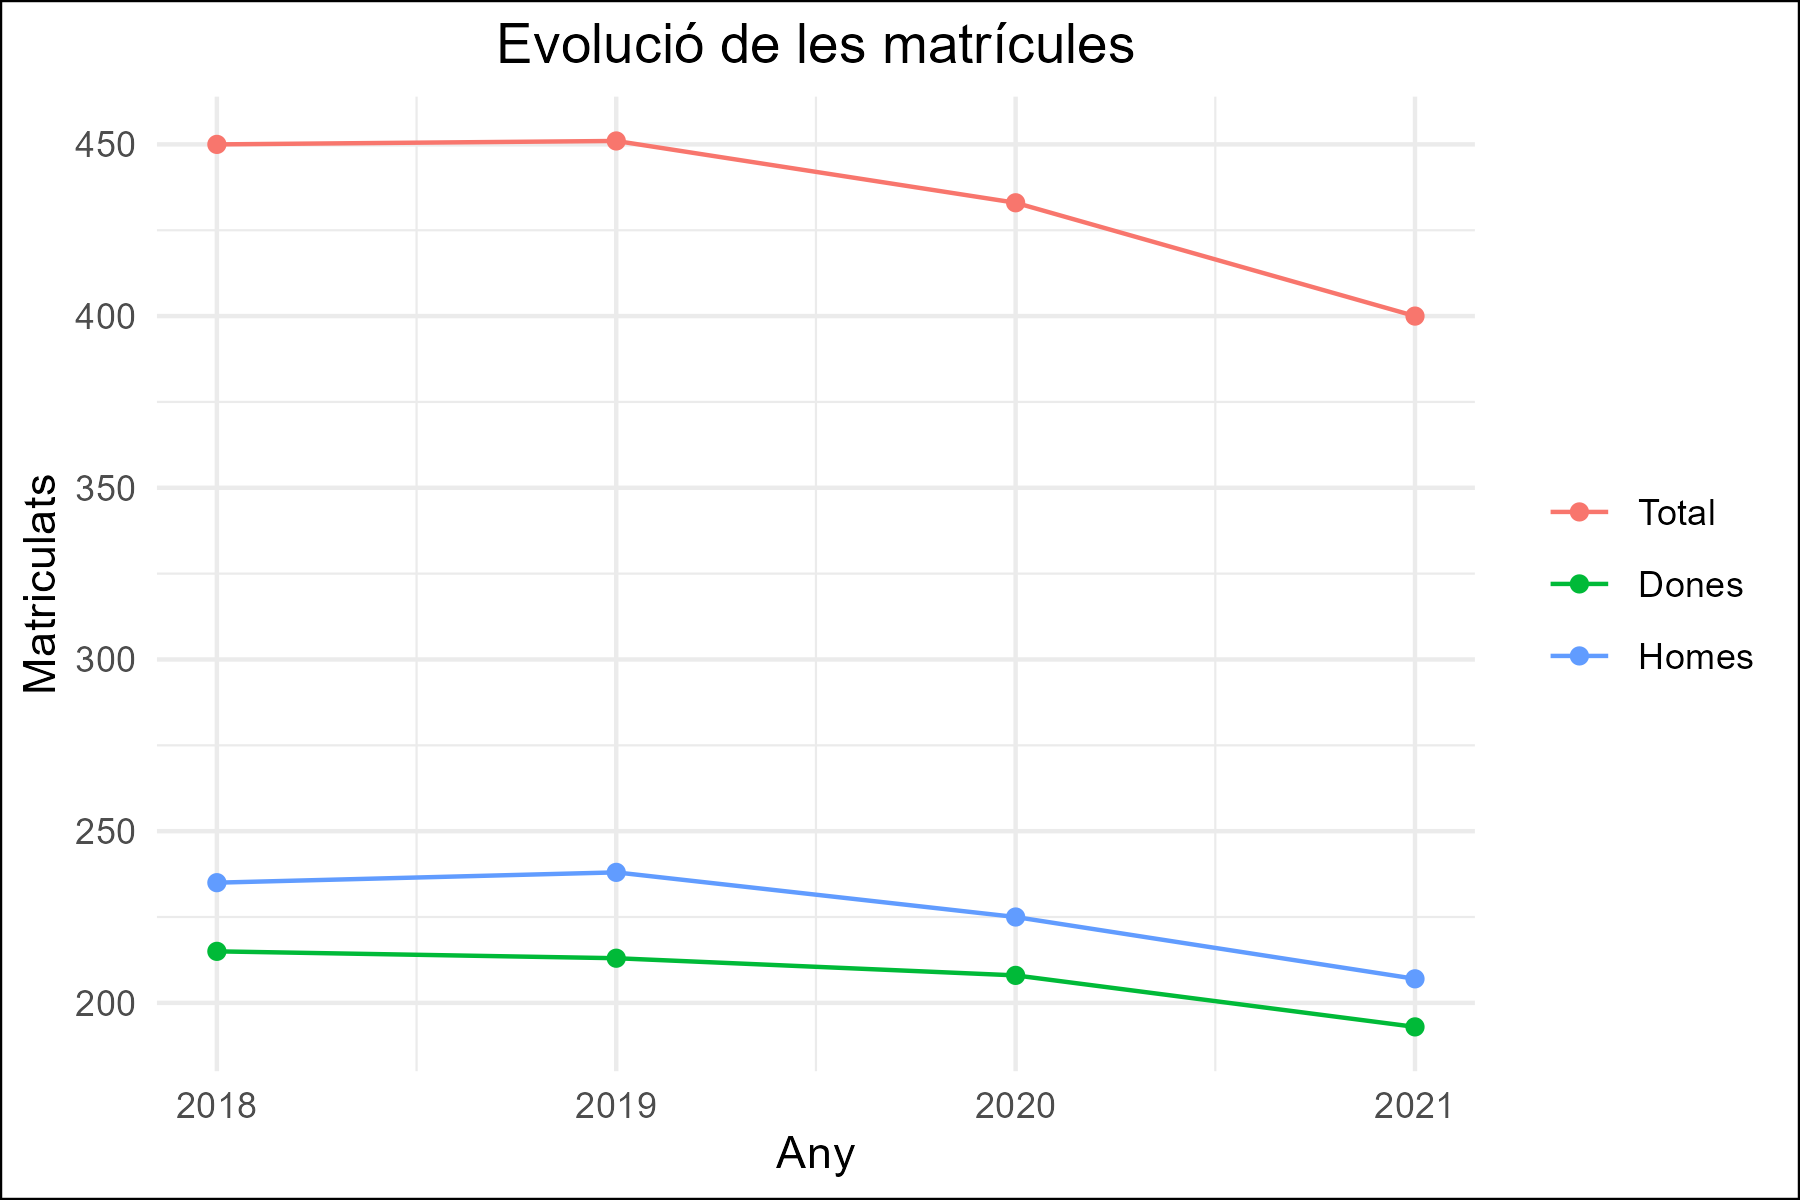 Evolució de les matrícules
450
400
350
300
250
200
Matriculats
2018
2019
2020
2021
Any
Total
Dones
Homes